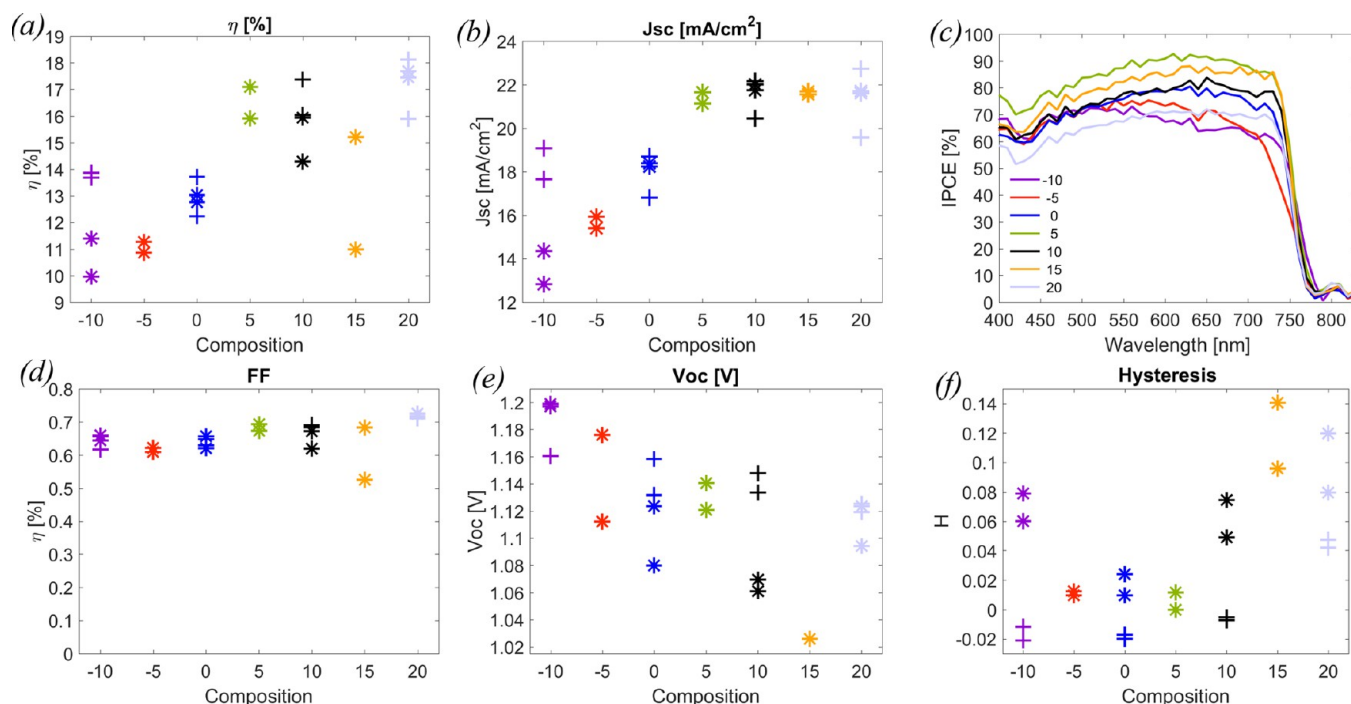 (a)
η [%]
19
18
17
16
15
14
13
12
11
10
9
η [%]
-10 -5 0 5 10 15 20
Composition
(b)
Jsc [mA/cm²]
24
22
20
18
16
14
12
Jsc [mA/cm²]
-10 -5 0 5 10 15 20
Composition
(c)
100
90
80
70
60
50
40
30
20
10
0
IPCE [%]
-10
-5
0
5
10
15
20
400 450 500 550 600 650 700 750 800
Wavelength [nm]
(d)
FF
0.8
0.7
0.6
0.5
0.4
0.3
0.2
0.1
0
η [%]
-10 -5 0 5 10 15 20
Composition
(e)
Voc [V]
1.2
1.18
1.16
1.14
1.12
1.1
1.08
1.06
1.04
1.02
Voc [V]
-10 -5 0 5 10 15 20
Composition
(f)
Hysteresis
0.14
0.12
0.1
0.08
0.06
0.04
0.02
0
-0.02
H
-10 -5 0 5 10 15 20
Composition